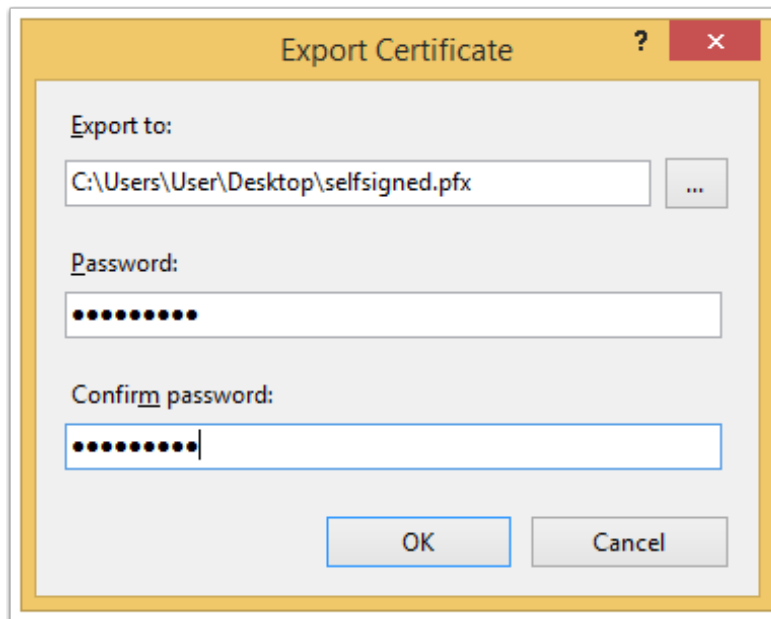 Export Certificate
?
Export to:
C:\Users\User\Desktop\selfsigned.pfx
...
Password:
●●●●●●●●●
Confirm password:
●●●●●●●●●
OK Cancel